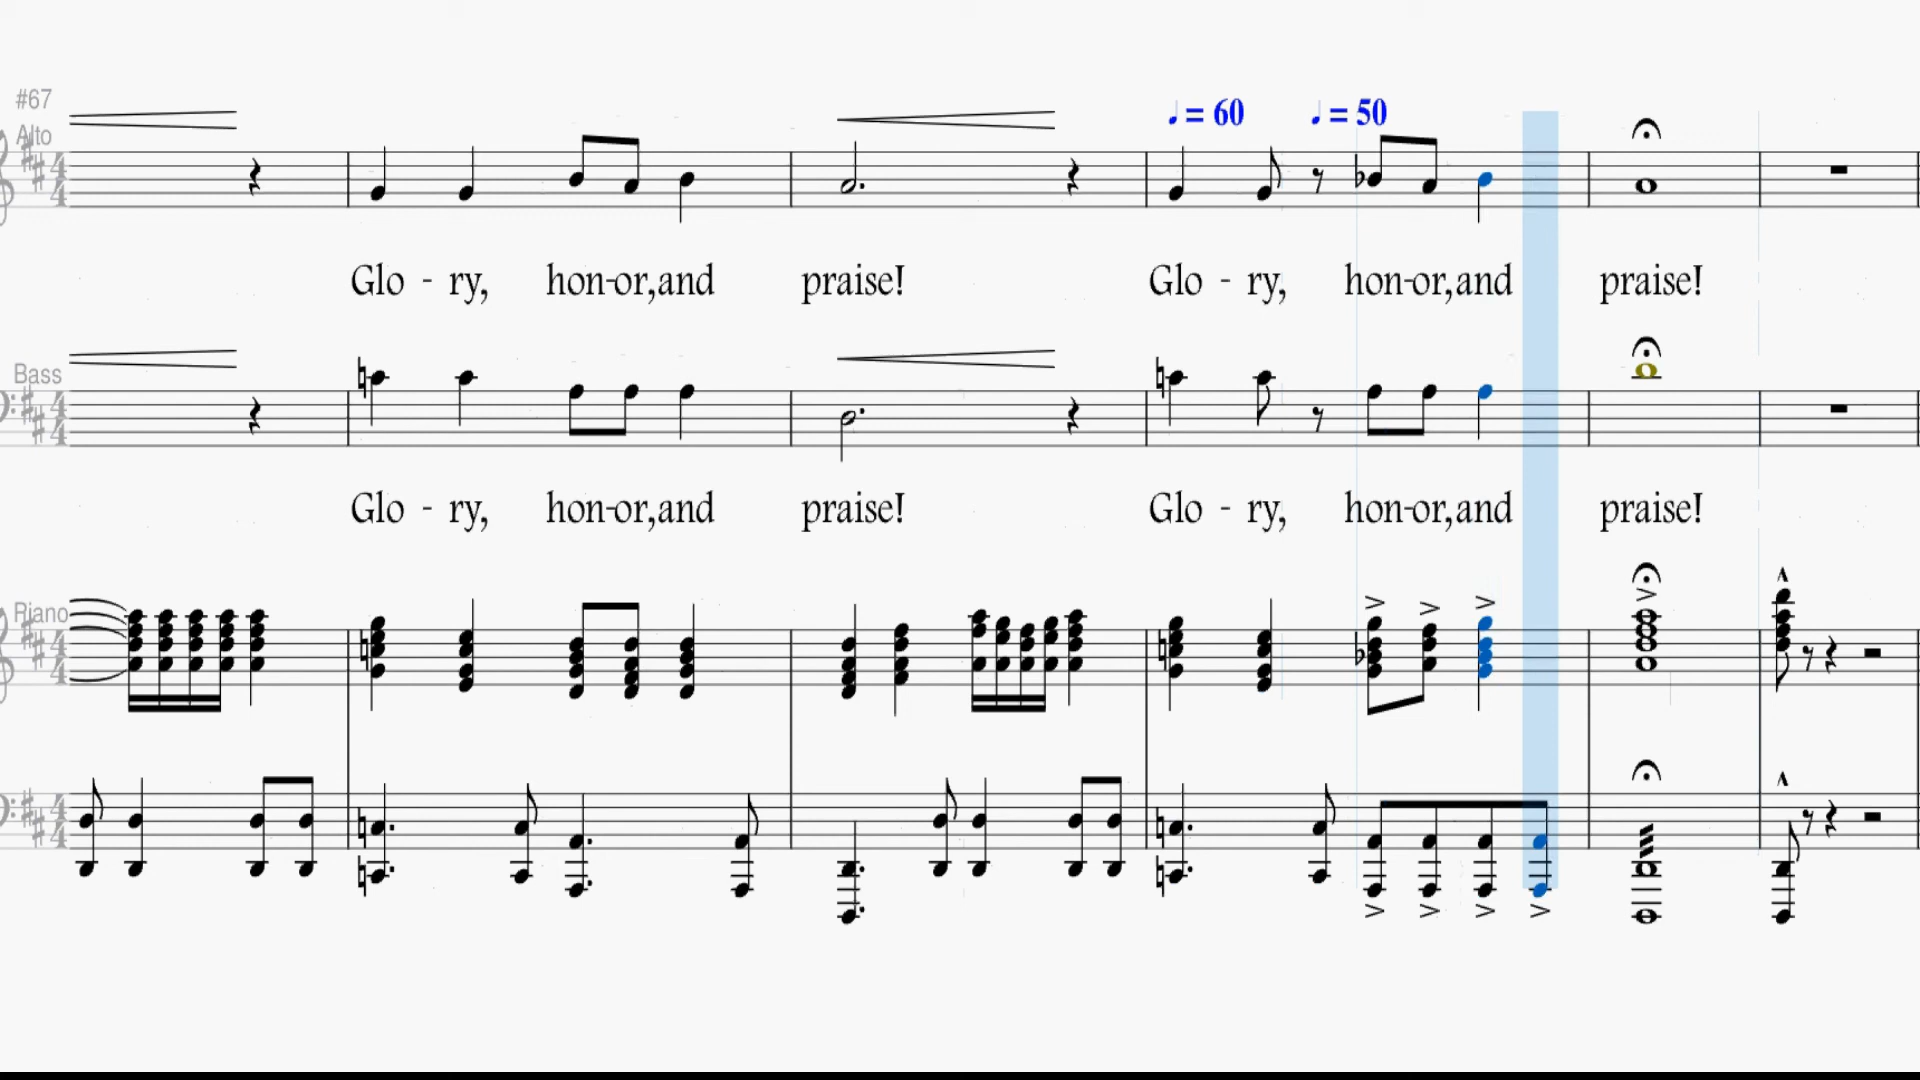 #67
♩ = 60 ♩ = 50
Alto
Glo - ry, hon-or,and praise! Glo - ry, hon-or,and praise!
Bass
Glo - ry, hon-or,and praise! Glo - ry, hon-or,and praise!
Piano